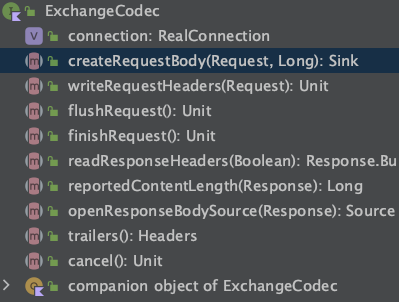 ExchangeCodec
connection: RealConnection
createRequestBody(Request, Long): Sink
writeRequestHeaders(Request): Unit
flushRequest(): Unit
finishRequest(): Unit
readResponseHeaders(Boolean): Response.Bu
reportedContentLength(Response): Long
openResponseBodySource(Response): Source
trailers(): Headers
cancel(): Unit
companion object of ExchangeCodec